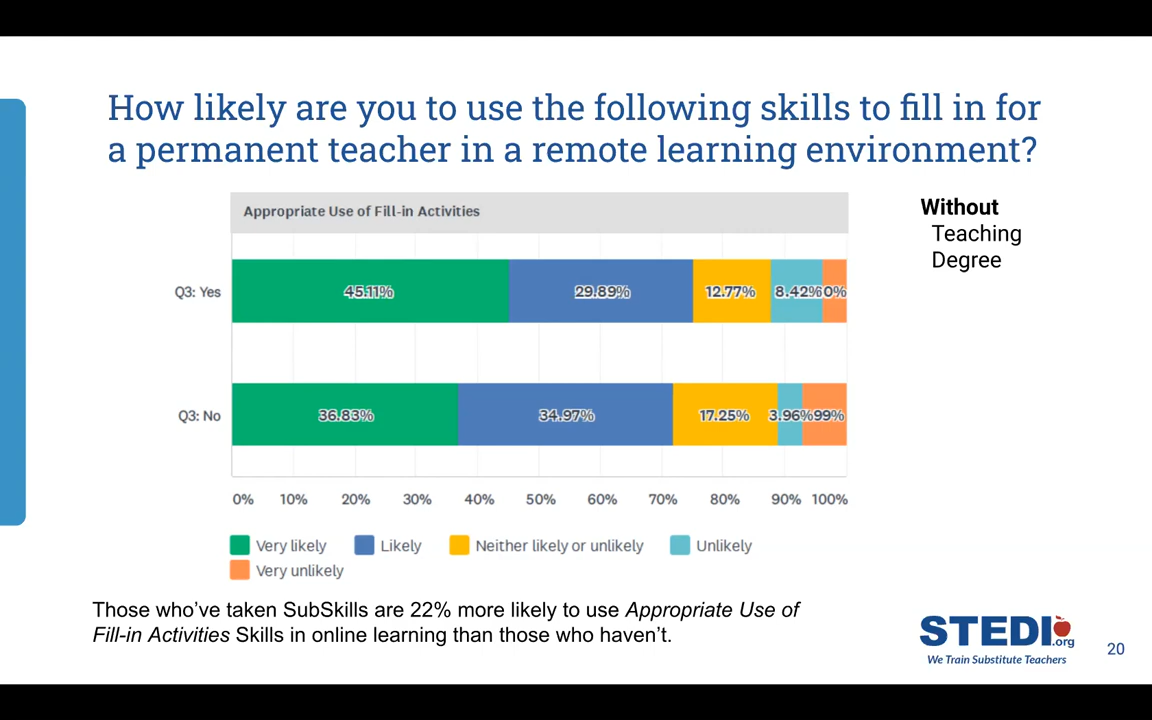 How likely are you to use the following skills to fill in for
a permanent teacher in a remote learning environment?
Appropriate Use of Fill-in Activities
Without
Teaching
Degree
Q3: Yes
45.11% 29.89% 12.77% 8.42% 0%
Q3: No
36.83% 34.97% 17.25% 3.96% 99%
0% 10% 20% 30% 40% 50% 60% 70% 80% 90% 100%
Very likely Likely Neither likely or unlikely Unlikely
Very unlikely
Those who’ve taken SubSkills are 22% more likely to use Appropriate Use of
Fill-in Activities Skills in online learning than those who haven’t.
STEDI.org
We Train Substitute Teachers
20